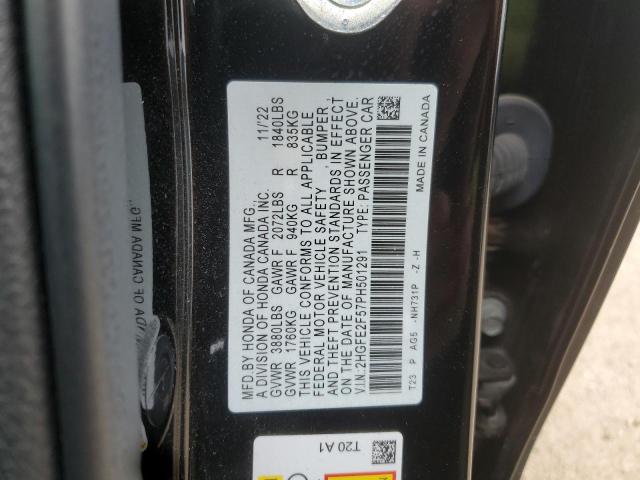 MFD BY HONDA OF CANADA MFG.,
A DIVISION OF HONDA CANADA INC. 11/'22
GVWR 3880LBS GAWR F 2072LBS R 1840LBS
GVWR 1760KG GAWR F 940KG R 835KG
THIS VEHICLE CONFORMS TO ALL APPLICABLE
FEDERAL MOTOR VEHICLE SAFETY , BUMPER,
AND THEFT PREVENTION STANDARDS IN EFFECT
ON THE DATE OF MANUFACTURE SHOWN ABOVE.
V.I.N.:2HGFE2F57PH501291 TYPE: PASSENGER CAR
T23 P AG5 -NH731P -Z -H MADE IN CANADA
T20 A1
OF CANADA MFG.,